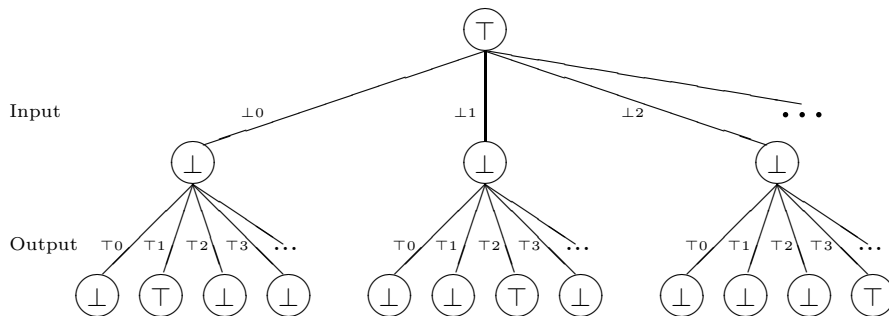 ⊤
Input ⊥0 ⊥1 ⊥2 • • •
⊥ ⊥ ⊥
Output ⊤0 ⊤1 ⊤2 ⊤3 ... ⊤0 ⊤1 ⊤2 ⊤3 ... ⊤0 ⊤1 ⊤2 ⊤3 ...
⊥ ⊤ ⊥ ⊥ ⊥ ⊥ ⊤ ⊥ ⊥ ⊥ ⊥ ⊤